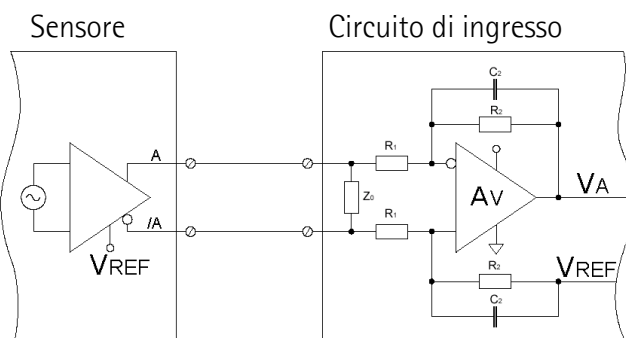 Sensore
Circuito di ingresso
C2
R2
A
R1
Z0
AV
VA
/A
R1
VREF
R2
VREF
C2